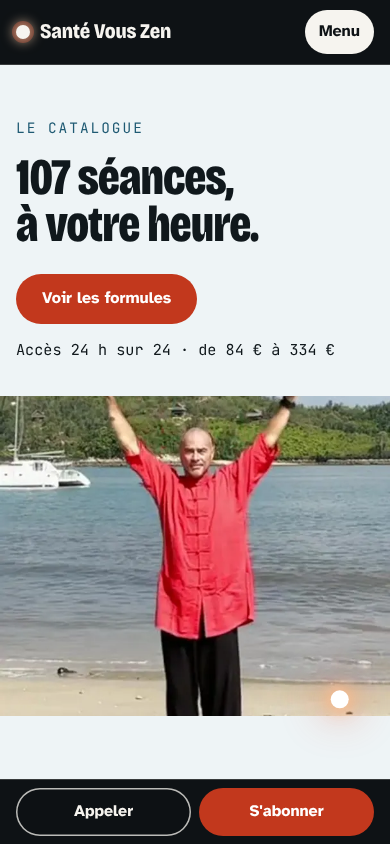 Santé Vous Zen
Menu
LE CATALOGUE
107 séances,
à votre heure.
Voir les formules
Accès 24 h sur 24 · de 84 € à 334 €
Appeler
S'abonner